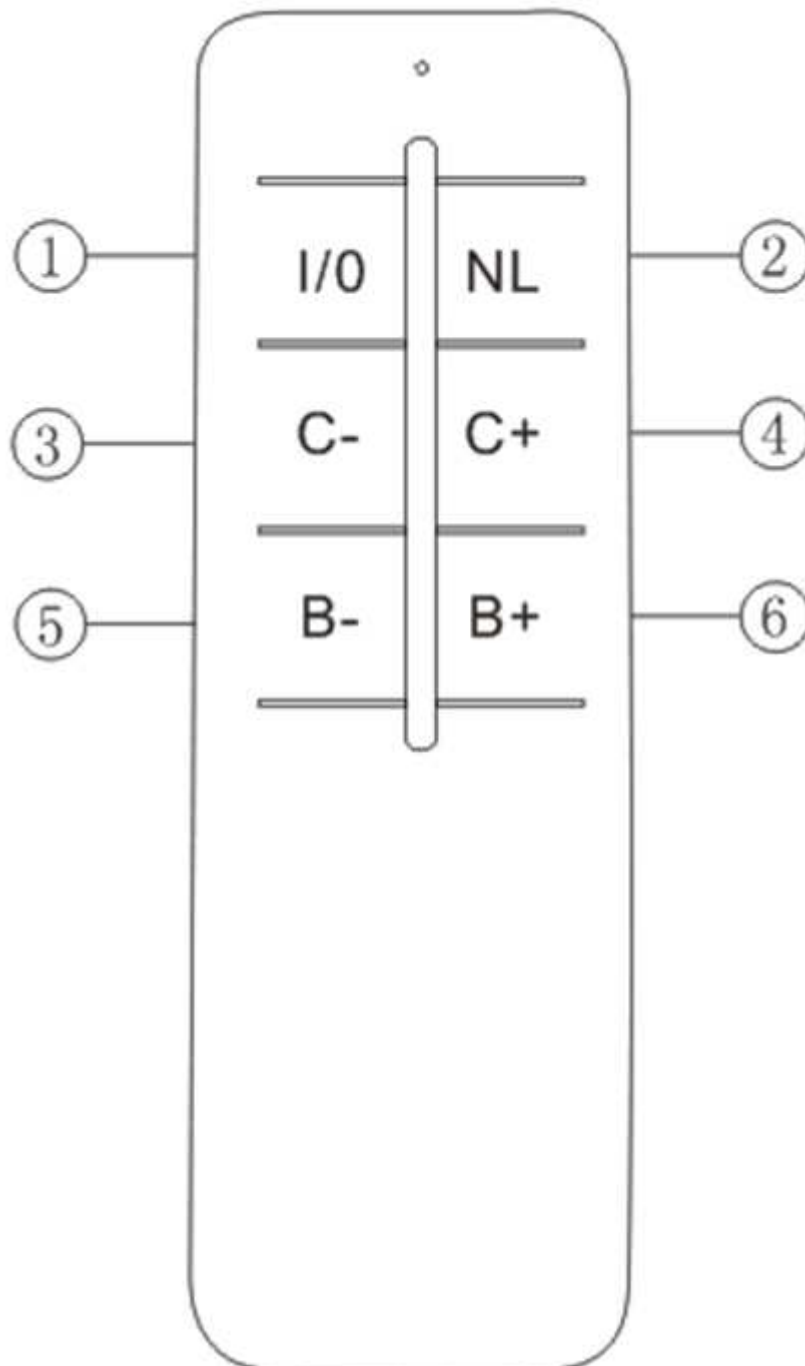 ① I/0 NL ②
③ C- C+ ④
⑤ B- B+ ⑥